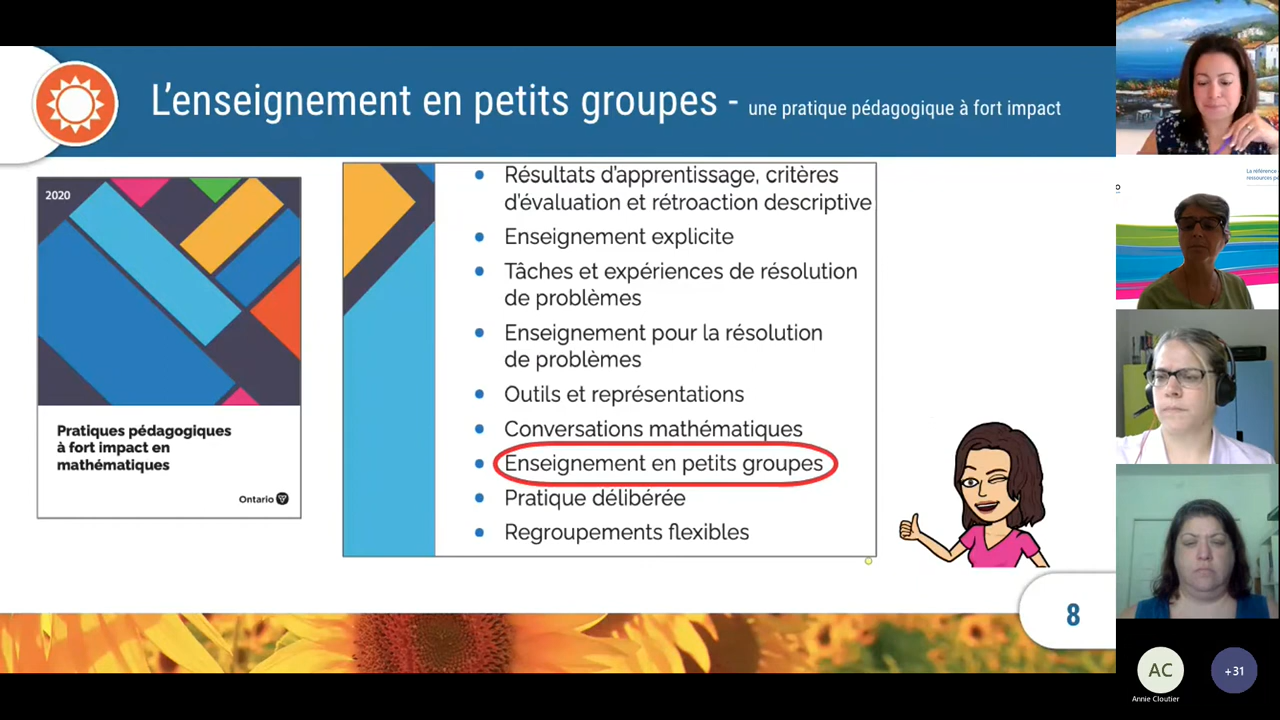 L'enseignement en petits groupes - une pratique pédagogique à fort impact
2020
Pratiques pédagogiques
à fort impact en
mathématiques
Ontario
• Résultats d'apprentissage, critères
d'évaluation et rétroaction descriptive
• Enseignement explicite
• Tâches et expériences de résolution
de problèmes
• Enseignement pour la résolution
de problèmes
• Outils et représentations
• Conversations mathématiques
• Enseignement en petits groupes
• Pratique délibérée
• Regroupements flexibles
8
La référence
ressources
AC
Annie Cloutier
+31